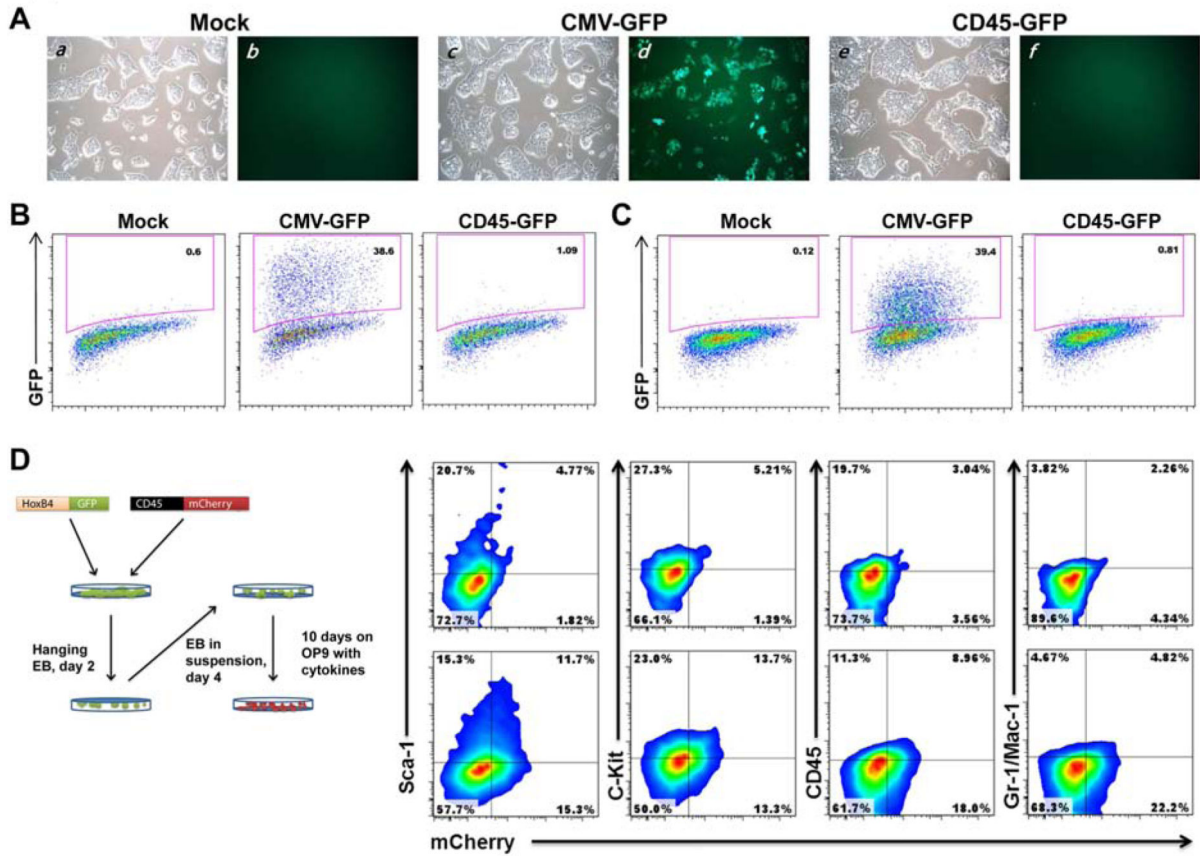 A
Mock
CMV-GFP
CD45-GFP
a
b
c
d
e
f
B
Mock
CMV-GFP
CD45-GFP
GFP
0.6
38.6
1.09
C
Mock
CMV-GFP
CD45-GFP
GFP
0.12
39.4
0.81
D
HoxB4 GFP
CD45 mCherry
Hanging
EB, day 2
EB in
suspension,
day 4
10 days on
OP9 with
cytokines
20.7% 4.77%
72.7% 1.82%
27.3% 5.21%
66.1% 1.39%
19.7% 3.04%
73.7% 3.56%
3.82% 2.26%
89.6% 4.34%
15.3% 11.7%
57.7% 15.3%
23.0% 13.7%
50.0% 13.3%
11.3% 8.96%
61.7% 18.0%
4.67% 4.82%
68.3% 22.2%
Sca-1
C-Kit
CD45
Gr-1/Mac-1
mCherry